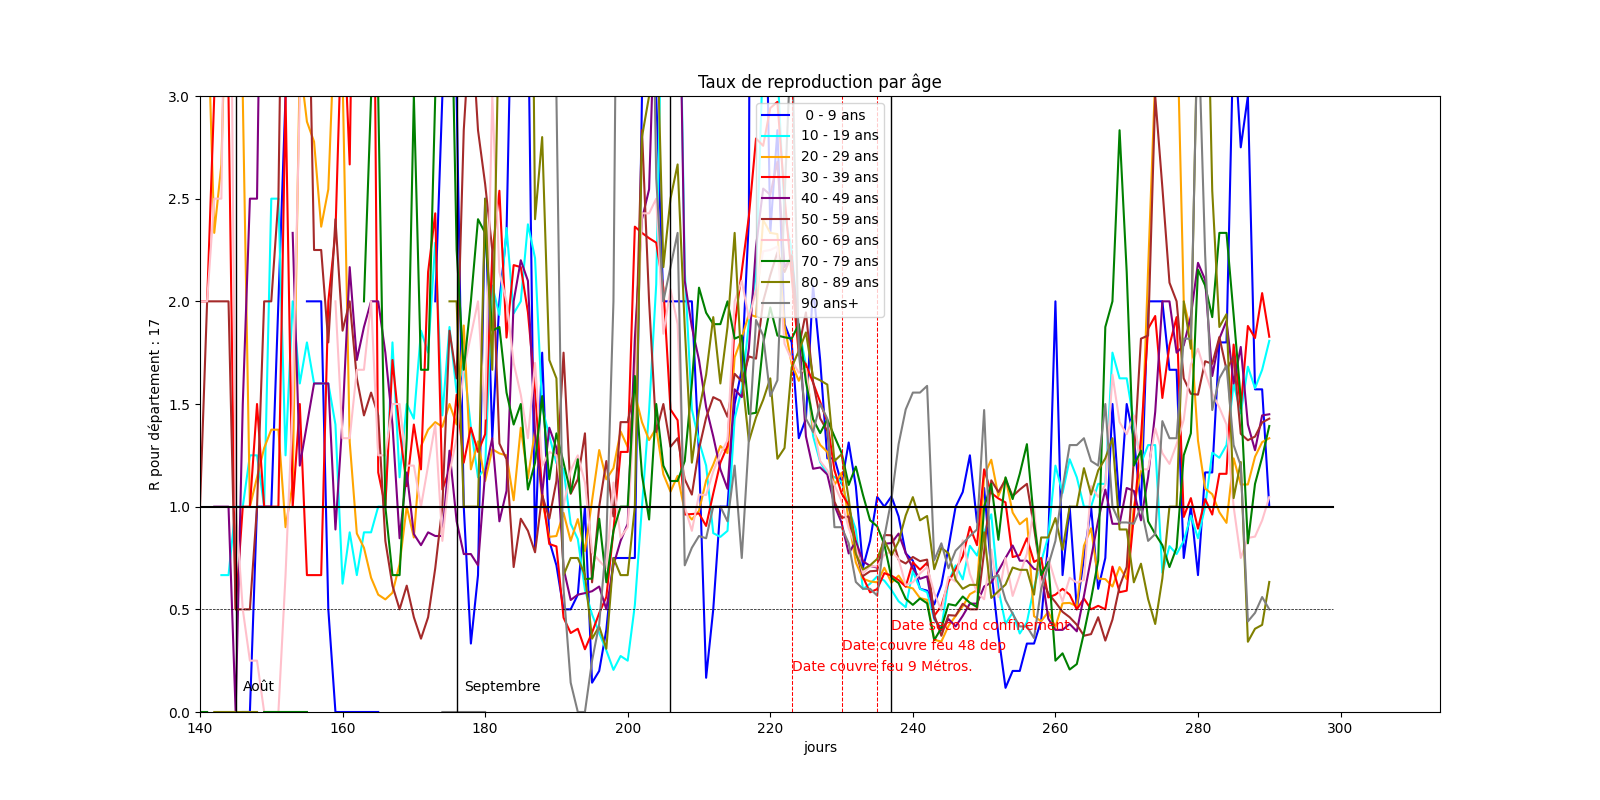 Taux de reproduction par âge
R pour département : 17
3.0
2.5
2.0
1.5
1.0
0.5
0.0
0 - 9 ans
10 - 19 ans
20 - 29 ans
30 - 39 ans
40 - 49 ans
50 - 59 ans
60 - 69 ans
70 - 79 ans
80 - 89 ans
90 ans+
Date second confinement
Date couvre feu 48 dep
Date couvre feu 9 Métros.
Août
Septembre
140
160
180
200
220
240
260
280
300
jours